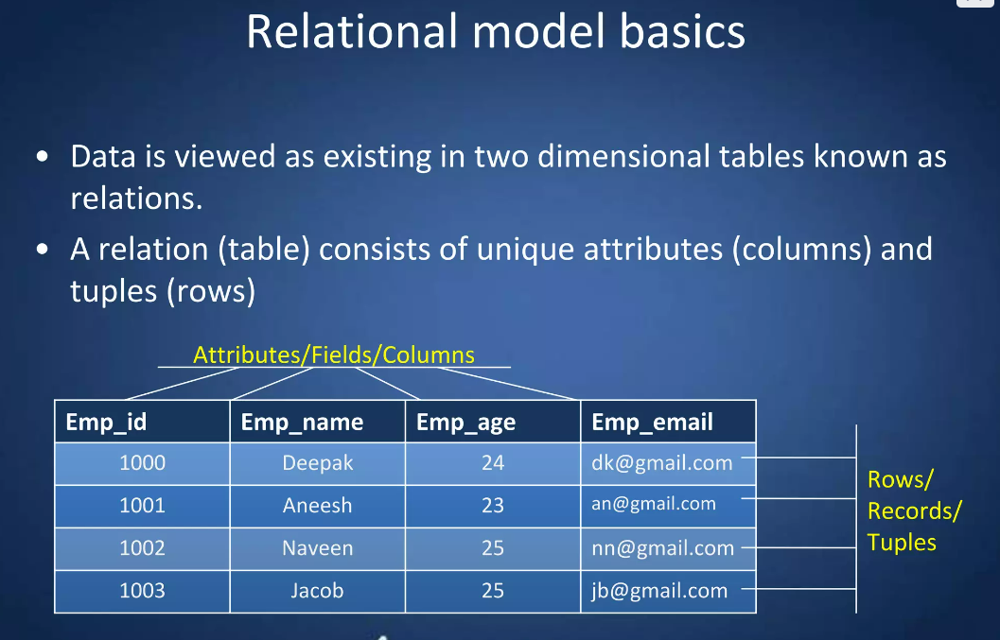 Relational model basics
• Data is viewed as existing in two dimensional tables known as
relations.
• A relation (table) consists of unique attributes (columns) and
tuples (rows)
Attributes/Fields/Columns
Emp_id Emp_name Emp_age Emp_email
1000 Deepak 24 dk@gmail.com
1001 Aneesh 23 an@gmail.com
1002 Naveen 25 nn@gmail.com
1003 Jacob 25 jb@gmail.com
Rows/
Records/
Tuples